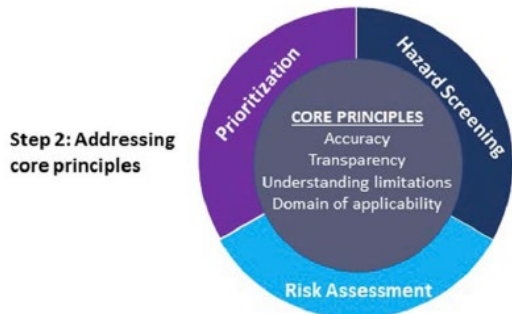 Step 2: Addressing
core principles
Prioritization
Hazard Screening
CORE PRINCIPLES
Accuracy
Transparency
Understanding limitations
Domain of applicability
Risk Assessment